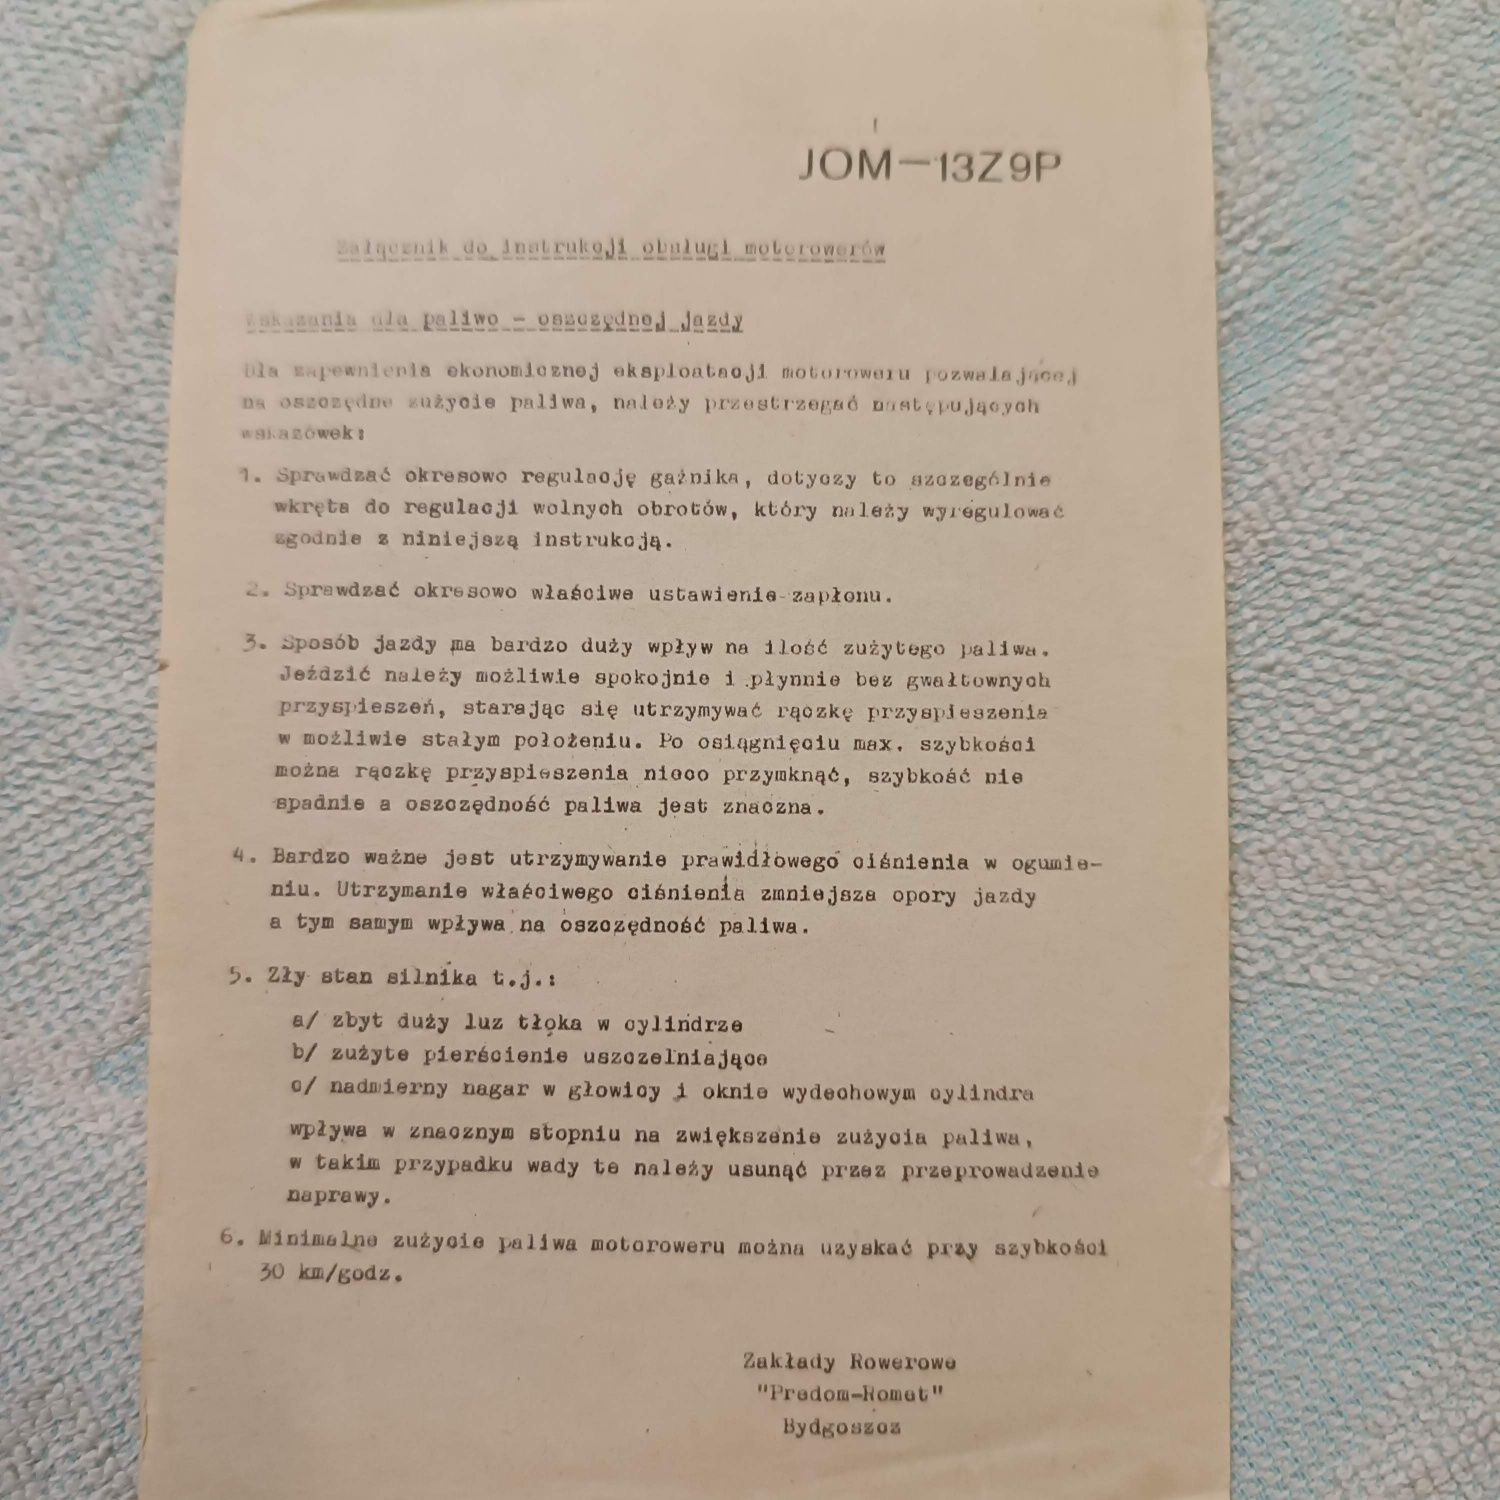 JOM—13Z9P
Załącznik do instrukcji obsługi motorowerów
Wskazania dla paliwo - oszczędnej jazdy
Dla zapewnienia ekonomicznej eksploatacji motoroweru pozwalającej
na oszczędne zużycie paliwa, należy przestrzegać następujących
wskazówek:
1. Sprawdzać okresowo regulację gaźnika, dotyczy to szczególnie
wkręta do regulacji wolnych obrotów, który należy wyregulować
zgodnie z niniejszą instrukcją.
2. Sprawdzać okresowo właściwe ustawienie zapłonu.
3. Sposób jazdy ma bardzo duży wpływ na ilość zużytego paliwa.
Jeździć należy możliwie spokojnie i płynnie bez gwałtownych
przyspieszeń, starając się utrzymywać rączkę przyspieszenia
w możliwie stałym położeniu. Po osiągnięciu max. szybkości
można rączkę przyspieszenia nieco przymknąć, szybkość nie
spadnie a oszczędność paliwa jest znaczna.
4. Bardzo ważne jest utrzymywanie prawidłowego ciśnienia w ogumie-
niu. Utrzymanie właściwego ciśnienia zmniejsza opory jazdy
a tym samym wpływa na oszczędność paliwa.
5. Zły stan silnika t.j.:
a/ zbyt duży luz tłoka w cylindrze
b/ zużyte pierścienie uszczelniające
c/ nadmierny nagar w głowicy i oknie wydechowym cylindra
wpływa w znacznym stopniu na zwiększenie zużycia paliwa,
w takim przypadku wady te należy usunąć przez przeprowadzenie
naprawy.
6. Minimalne zużycie paliwa motoroweru można uzyskać przy szybkości
30 km/godz.
Zakłady Rowerowe
"Predom-Romet"
Bydgoszcz